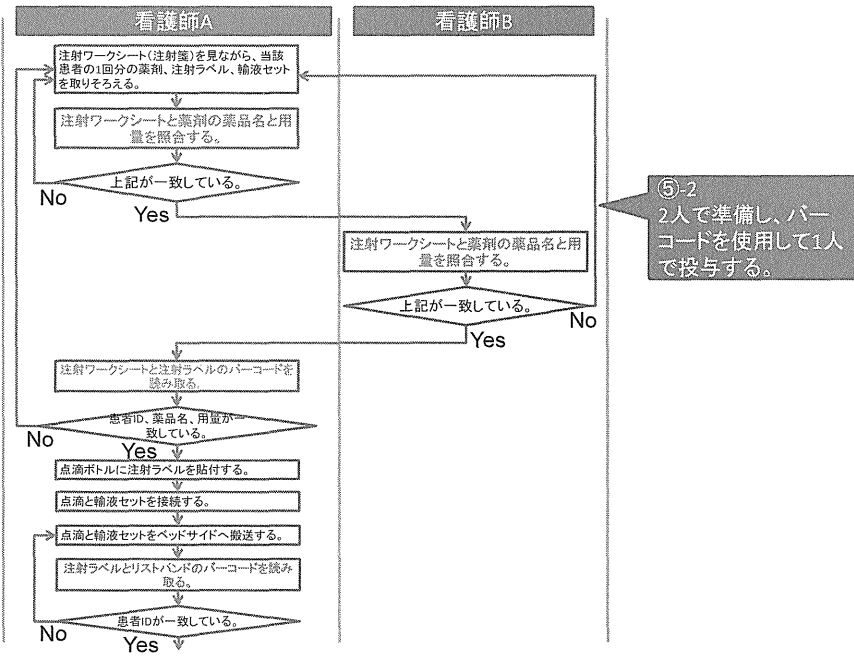 看護師A
看護師B
注射ワークシート(注射箋)を見ながら、当該
患者の1回分の薬剤、注射ラベル、輸液セット
を取りそろえる。
注射ワークシートと薬剤の薬品名と用
量を照合する。
上記が一致している。
No
Yes
注射ワークシートと薬剤の薬品名と用
量を照合する。
上記が一致している。
No
Yes
⑤-2
2人で準備し、バー
コードを使用して1人
で投与する。
注射ワークシートと注射ラベルのバーコードを
読み取る。
患者ID、薬品名、用量が一
致している。
No
Yes
点滴ボトルに注射ラベルを貼付する。
点滴と輸液セットを接続する。
点滴と輸液セットをベッドサイドへ搬送する。
注射ラベルとリストバンドのバーコードを読み
取る。
患者IDが一致している。
No
Yes